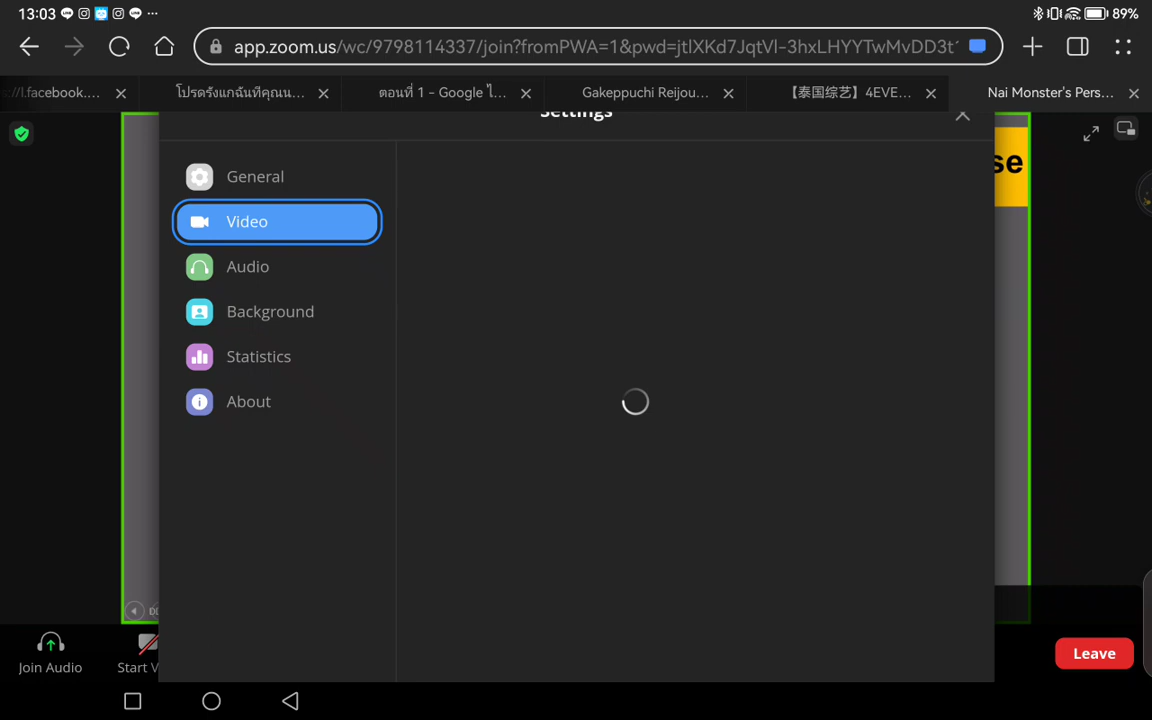 13:03
89%
app.zoom.us/wc/9798114337/join?fromPWA=1&pwd=jtlXKd7JqtVl-3hxLHYYTwMvDD3t
s://l.facebook....
โปรดรังแกฉันทีคุณน...
ตอนที่ 1 - Google ไ...
Gakeppuchi Reijou...
【泰国综艺】4EVE...
Nai Monster's Pers...
Settings
se
General
Video
Audio
Background
Statistics
About
Join Audio
Start V
Leave